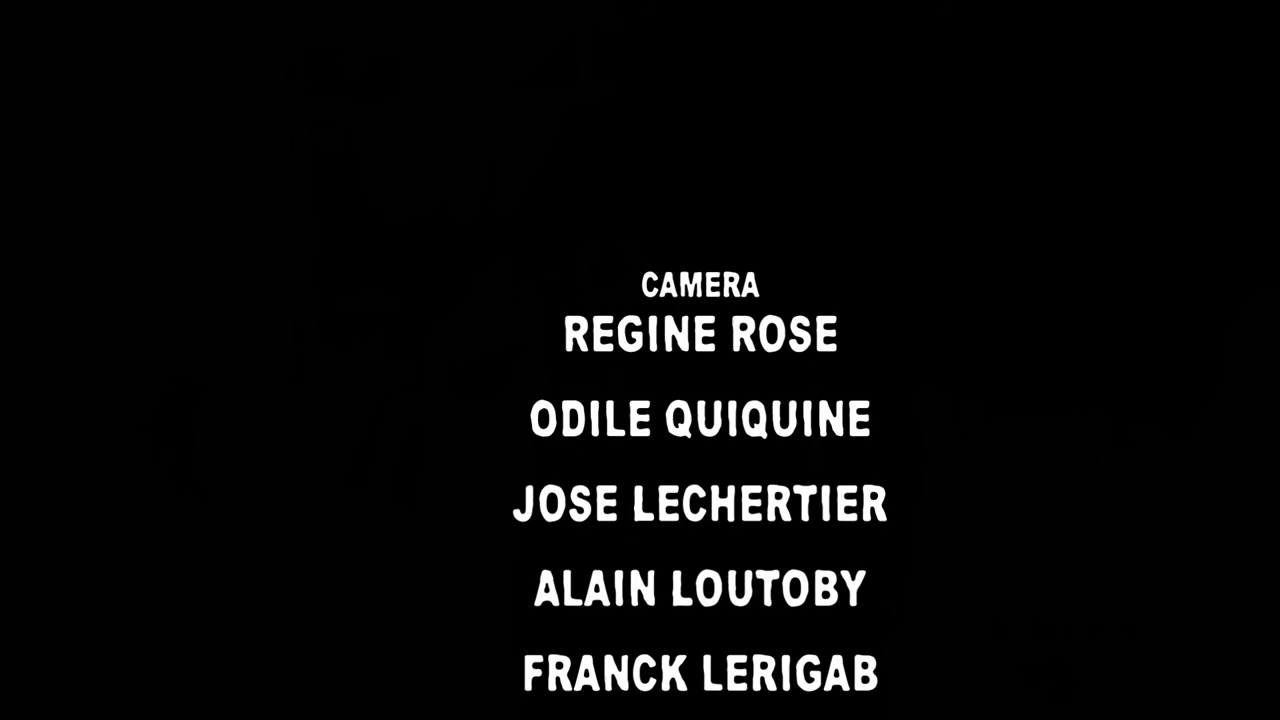 CAMERA
REGINE ROSE
ODILE QUIQUINE
JOSE LECHERTIER
ALAIN LOUTOBY
FRANCK LERIGAB